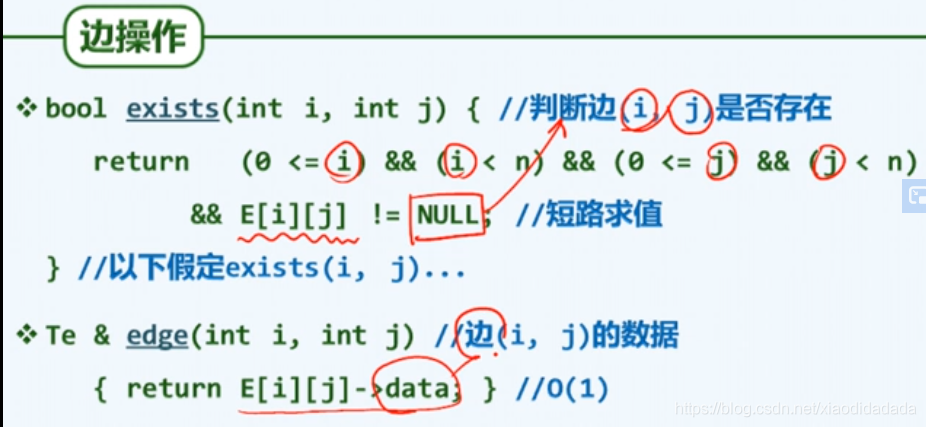 边操作
❖ bool exists(int i, int j) { //判断边(i, j)是否存在
return (0 <= i) && (i < n) && (0 <= j) && (j < n)
&& E[i][j] != NULL; //短路求值
} //以下假定exists(i, j)...
❖ Te & edge(int i, int j) //边(i, j)的数据
{ return E[i][j]->data; } //O(1)
https://blog.csdn.net/xiaodidadada